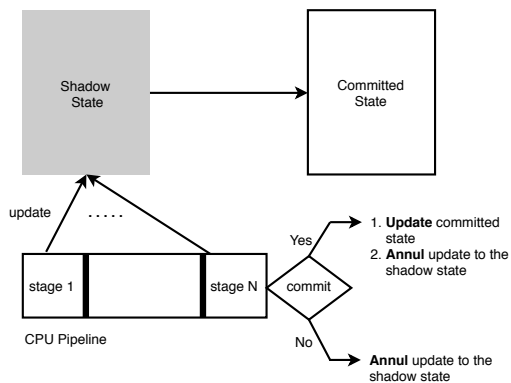 Shadow
State
Committed
State
update
.....
Yes
1. Update committed
state
2. Annul update to the
shadow state
stage 1
stage N
commit
CPU Pipeline
No
Annul update to the
shadow state